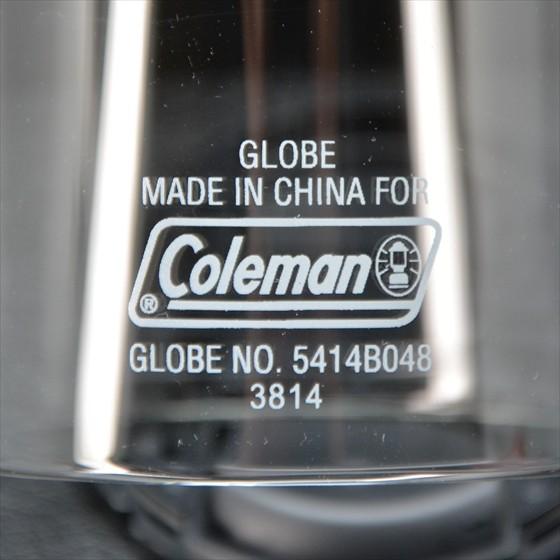 GLOBE
MADE IN CHINA FOR
Coleman
®
GLOBE NO. 5414B048
3814